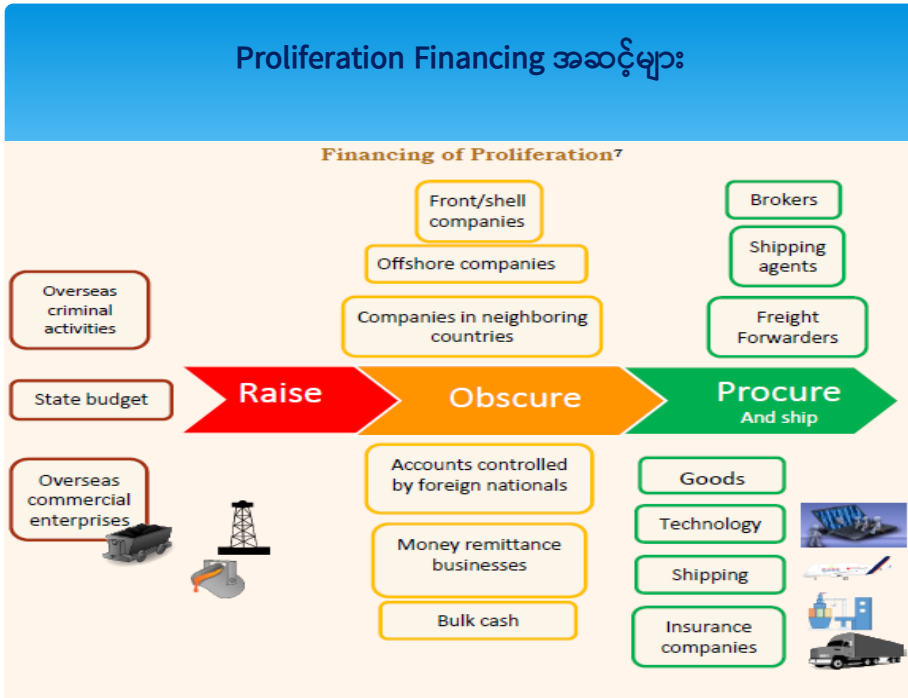 Proliferation Financing အဆင့်များ
Financing of Proliferation⁷
Overseas
criminal
activities
State budget
Overseas
commercial
enterprises
Raise
Front/shell
companies
Offshore companies
Companies in neighboring
countries
Obscure
Accounts controlled
by foreign nationals
Money remittance
businesses
Bulk cash
Brokers
Shipping
agents
Freight
Forwarders
Procure
And ship
Goods
Technology
Shipping
Insurance
companies